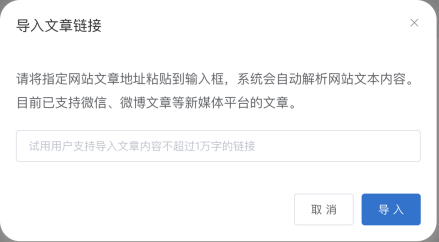 导入文章链接
请将指定网站文章地址粘贴到输入框，系统会自动解析网站文本内容。
目前已支持微信、微博文章等新媒体平台的文章。
试用用户支持导入文章内容不超过1万字的链接
取 消 导 入